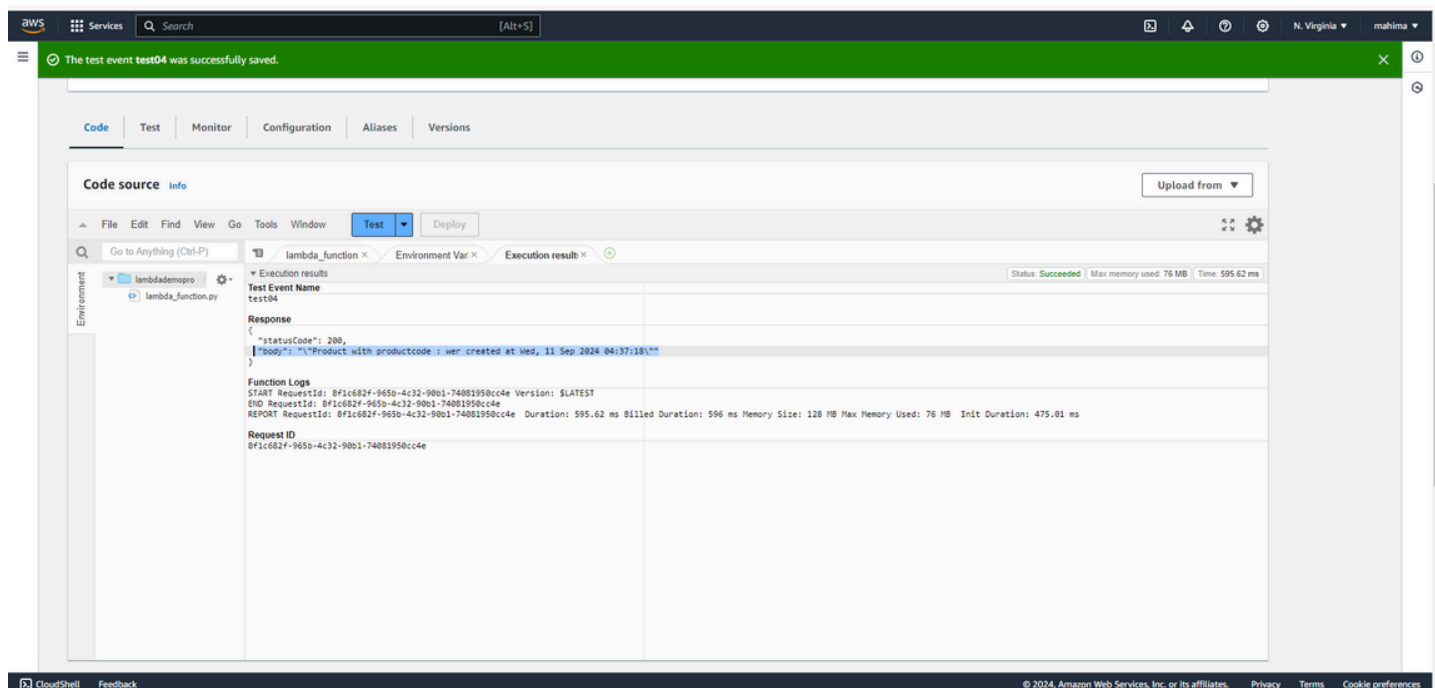 aws
Services
Search
[Alt+S]
N. Virginia
mahima
The test event test04 was successfully saved.
Code
Test
Monitor
Configuration
Aliases
Versions
Code source Info
Upload from
File Edit Find View Go Tools Window
Test
Deploy
Go to Anything (Ctrl-P)
lambda_function
Environment Var
Execution result
Environment
lambdademopro
lambda_function.py
Execution results
Status: Succeeded
Max memory used: 76 MB
Time: 595.62 ms
Test Event Name
test04
Response
{
"statusCode": 200,
"body": "\"Product with productcode : wer created at Wed, 11 Sep 2024 04:37:18\""
}
Function Logs
START RequestId: 8f1c682f-965b-4c32-90b1-74081950cc4e Version: $LATEST
END RequestId: 8f1c682f-965b-4c32-90b1-74081950cc4e
REPORT RequestId: 8f1c682f-965b-4c32-90b1-74081950cc4e Duration: 595.62 ms Billed Duration: 596 ms Memory Size: 128 MB Max Memory Used: 76 MB Init Duration: 475.01 ms
Request ID
8f1c682f-965b-4c32-90b1-74081950cc4e
CloudShell
Feedback
© 2024, Amazon Web Services, Inc. or its affiliates.
Privacy
Terms
Cookie preferences